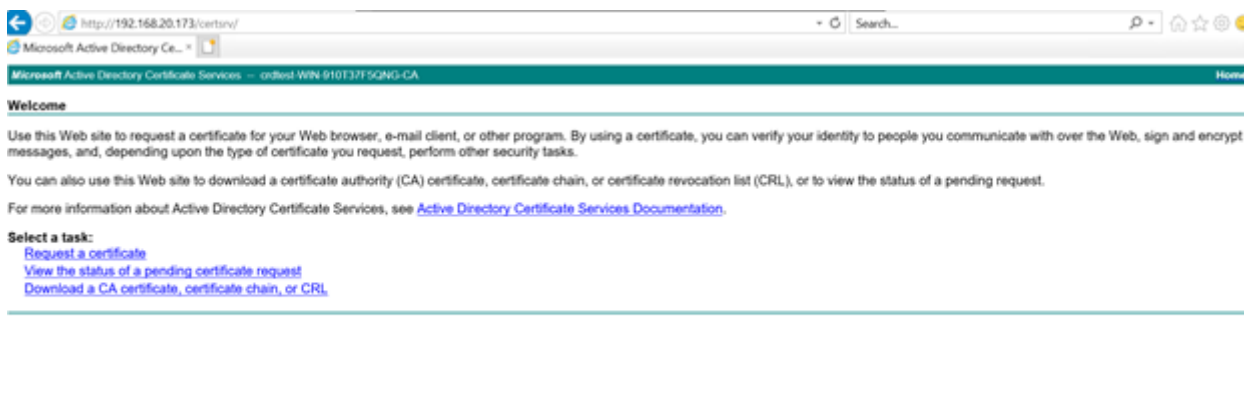 http://192.168.20.173/certsrv/
Search...
Microsoft Active Directory Ce...
Microsoft Active Directory Certificate Services -- crdtest-WIN-910T37F5QNG-CA
Home
Welcome
Use this Web site to request a certificate for your Web browser, e-mail client, or other program. By using a certificate, you can verify your identity to people you communicate with over the Web, sign and encrypt
messages, and, depending upon the type of certificate you request, perform other security tasks.
You can also use this Web site to download a certificate authority (CA) certificate, certificate chain, or certificate revocation list (CRL), or to view the status of a pending request.
For more information about Active Directory Certificate Services, see Active Directory Certificate Services Documentation.
Select a task:
Request a certificate
View the status of a pending certificate request
Download a CA certificate, certificate chain, or CRL